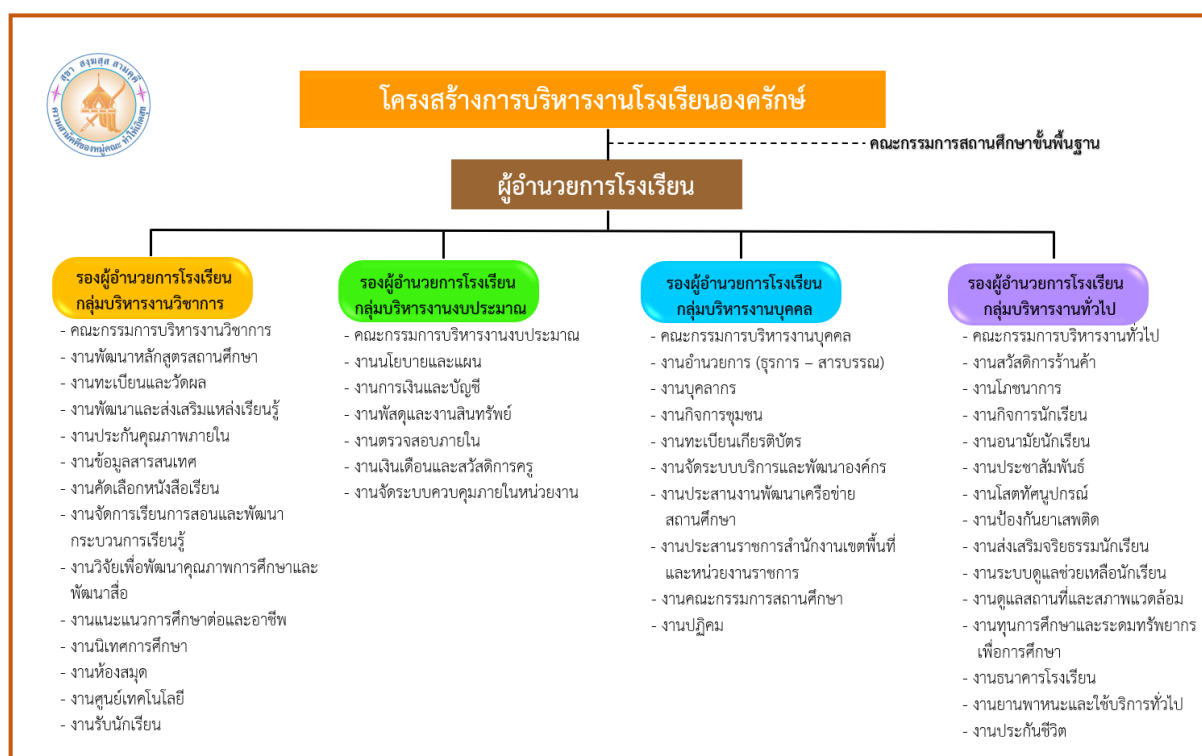 สุขา สงฺฆสฺส สามคฺคี
ความสามัคคีของหมู่คณะ ทำให้เกิดสุข
โครงสร้างการบริหารงานโรงเรียนองครักษ์
คณะกรรมการสถานศึกษาขั้นพื้นฐาน
ผู้อำนวยการโรงเรียน
รองผู้อำนวยการโรงเรียน
กลุ่มบริหารงานวิชาการ
- คณะกรรมการบริหารงานวิชาการ
- งานพัฒนาหลักสูตรสถานศึกษา
- งานทะเบียนและวัดผล
- งานพัฒนาและส่งเสริมแหล่งเรียนรู้
- งานประกันคุณภาพภายใน
- งานข้อมูลสารสนเทศ
- งานคัดเลือกหนังสือเรียน
- งานจัดการเรียนการสอนและพัฒนา
กระบวนการเรียนรู้
- งานวิจัยเพื่อพัฒนาคุณภาพการศึกษาและ
พัฒนาสื่อ
- งานแนะแนวการศึกษาต่อและอาชีพ
- งานนิเทศการศึกษา
- งานห้องสมุด
- งานศูนย์เทคโนโลยี
- งานรับนักเรียน
รองผู้อำนวยการโรงเรียน
กลุ่มบริหารงานงบประมาณ
- คณะกรรมการบริหารงานงบประมาณ
- งานนโยบายและแผน
- งานการเงินและบัญชี
- งานพัสดุและงานสินทรัพย์
- งานตรวจสอบภายใน
- งานเงินเดือนและสวัสดิการครู
- งานจัดระบบควบคุมภายในหน่วยงาน
รองผู้อำนวยการโรงเรียน
กลุ่มบริหารงานบุคคล
- คณะกรรมการบริหารงานบุคคล
- งานอำนวยการ (ธุรการ – สารบรรณ)
- งานบุคลากร
- งานกิจการชุมชน
- งานทะเบียนเกียรติบัตร
- งานจัดระบบบริการและพัฒนาองค์กร
- งานประสานงานพัฒนาเครือข่าย
สถานศึกษา
- งานประสานราชการสำนักงานเขตพื้นที่
และหน่วยงานราชการ
- งานคณะกรรมการสถานศึกษา
- งานปฏิคม
รองผู้อำนวยการโรงเรียน
กลุ่มบริหารงานทั่วไป
- คณะกรรมการบริหารงานทั่วไป
- งานสวัสดิการร้านค้า
- งานโภชนาการ
- งานกิจการนักเรียน
- งานอนามัยนักเรียน
- งานประชาสัมพันธ์
- งานโสตทัศนูปกรณ์
- งานป้องกันยาเสพติด
- งานส่งเสริมจริยธรรมนักเรียน
- งานระบบดูแลช่วยเหลือนักเรียน
- งานดูแลสถานที่และสภาพแวดล้อม
- งานทุนการศึกษาและระดมทรัพยากร
เพื่อการศึกษา
- งานธนาคารโรงเรียน
- งานยานพาหนะและใช้บริการทั่วไป
- งานประกันชีวิต